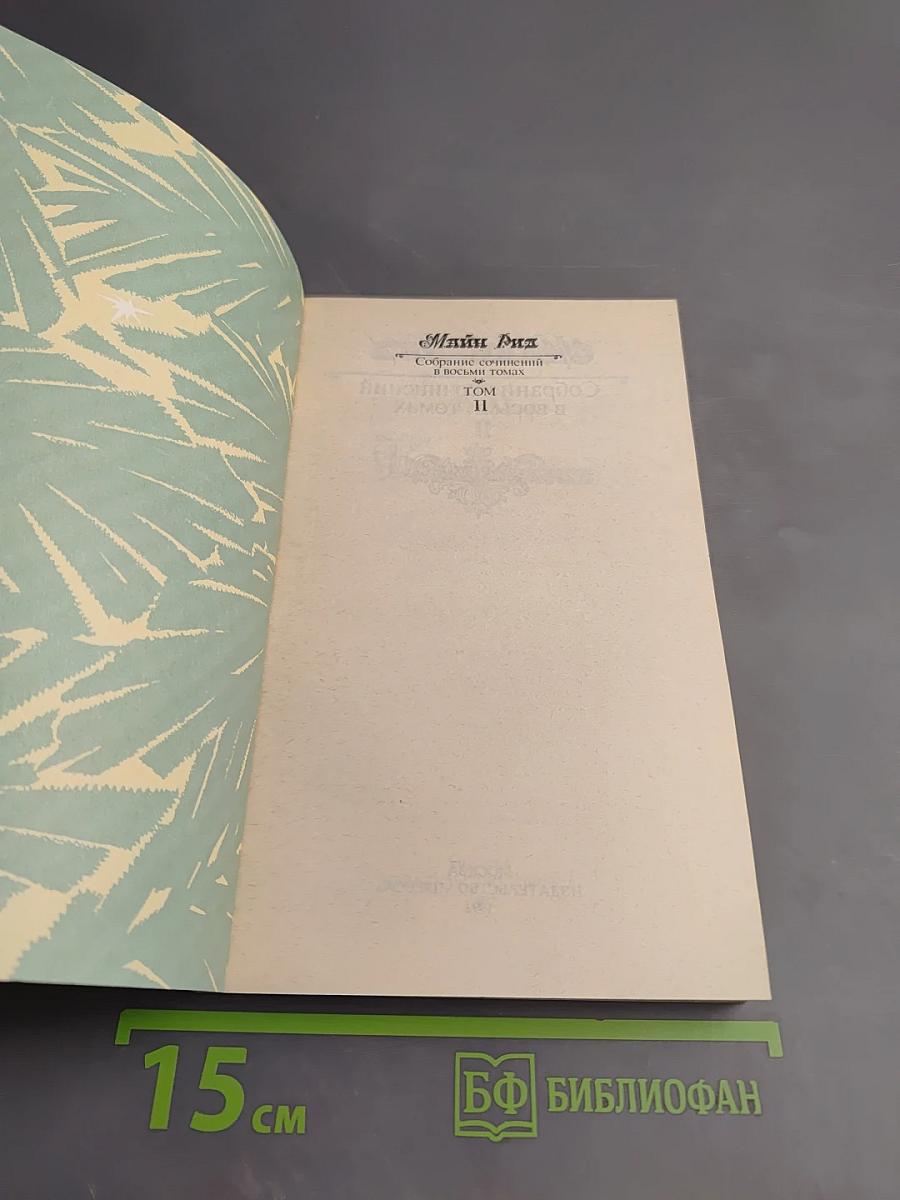 Майн Рид
Собрание сочинений
в восьми томах
ТОМ
II
15 см
БФ БИБЛИОФАН